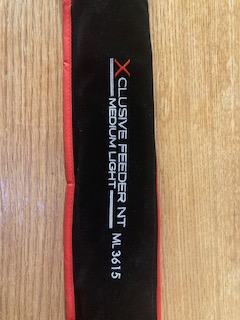 XCLUSIVE FEEDER NT
MEDIUM LIGHT ML 3615